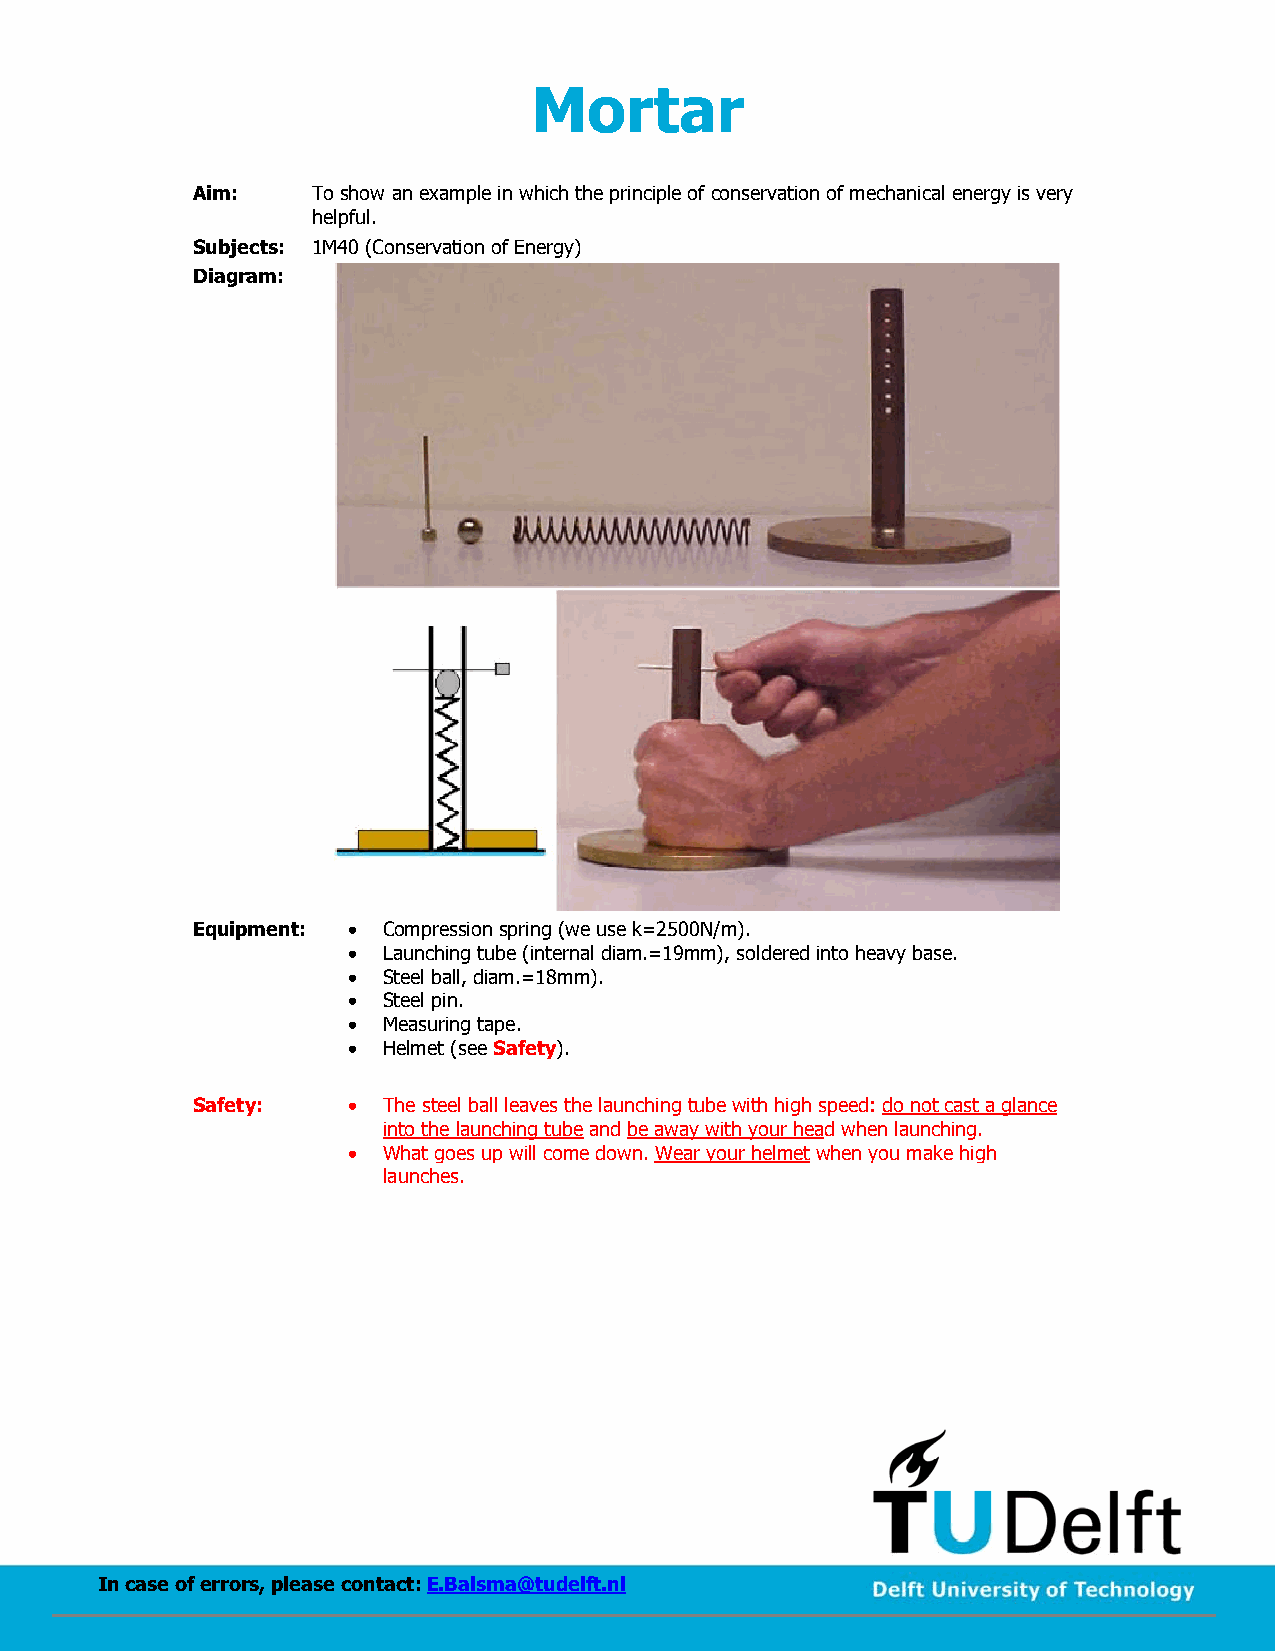 Mortar
Aim: To show an example in which the principle of conservation of mechanical energy is very
helpful.
Subjects: 1M40 (Conservation of Energy)
Diagram:
Equipment: • Compression spring (we use k=2500N/m).
• Launching tube (internal diam.=19mm), soldered into heavy base.
• Steel ball, diam.=18mm).
• Steel pin.
• Measuring tape.
• Helmet (see Safety).
Safety: • The steel ball leaves the launching tube with high speed: do not cast a glance
into the launching tube and be away with your head when launching.
• What goes up will come down. Wear your helmet when you make high
launches.
TUDelft
In case of errors, please contact: E.Balsma@tudelft.nl
Delft University of Technology